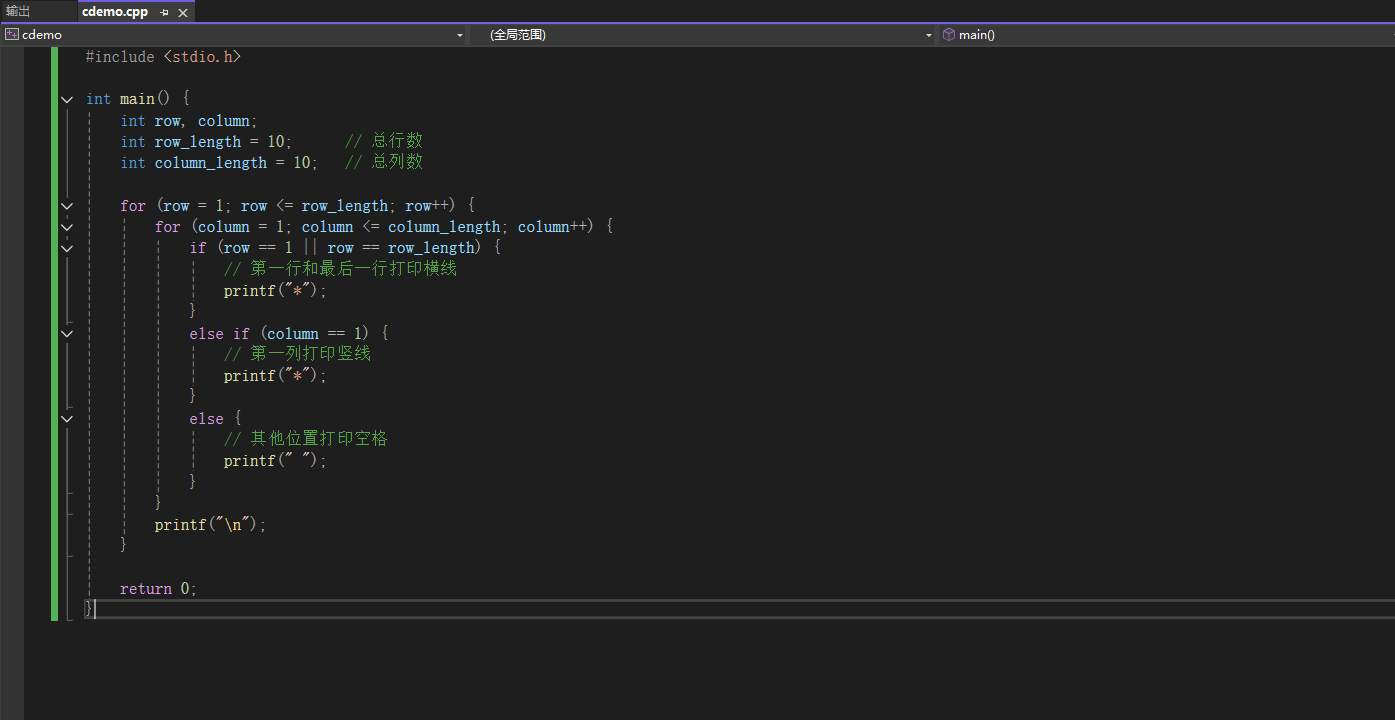 输出 cdemo.cpp
cdemo (全局范围) main()
#include <stdio.h>
int main() {
int row, column;
int row_length = 10; // 总行数
int column_length = 10; // 总列数
for (row = 1; row <= row_length; row++) {
for (column = 1; column <= column_length; column++) {
if (row == 1 || row == row_length) {
// 第一行和最后一行打印横线
printf("*");
}
else if (column == 1) {
// 第一列打印竖线
printf("*");
}
else {
// 其他位置打印空格
printf(" ");
}
}
printf("\n");
}
return 0;
}